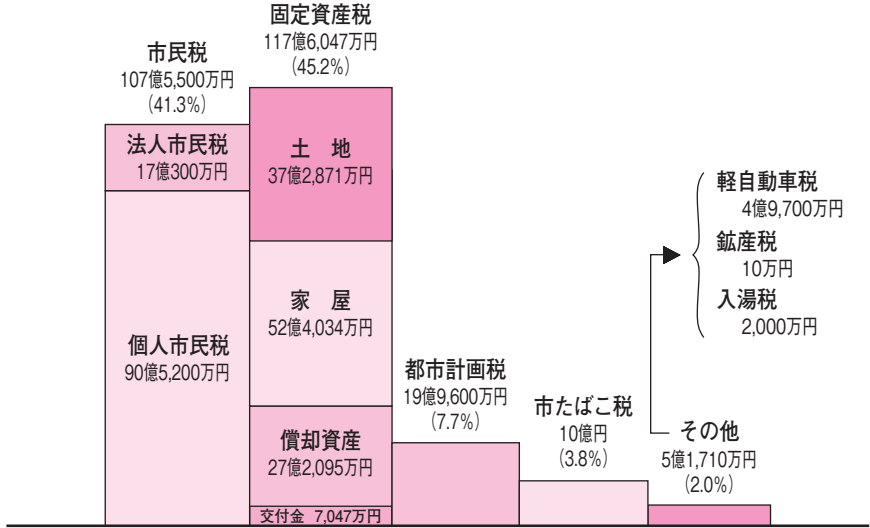 市民税
107億5,500万円
(41.3%)
法人市民税
17億300万円
個人市民税
90億5,200万円
固定資産税
117億6,047万円
(45.2%)
土 地
37億2,871万円
家 屋
52億4,034万円
償却資産
27億2,095万円
交付金 7,047万円
都市計画税
19億9,600万円
(7.7%)
市たばこ税
10億円
(3.8%)
その他
5億1,710万円
(2.0%)
軽自動車税
4億9,700万円
鉱産税
10万円
入湯税
2,000万円